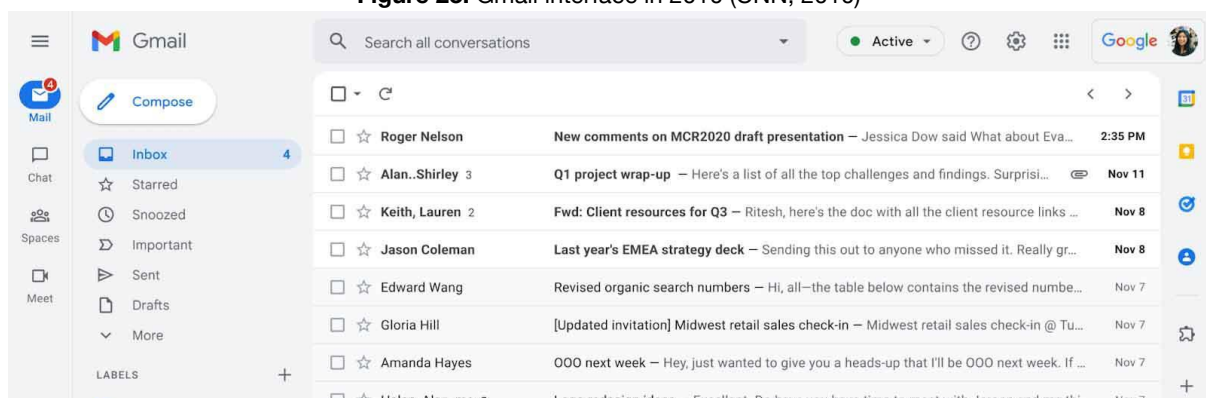 Figure 28: Gmail interface in 2016 (CNN, 2016)
Gmail
Search all conversations
Active
Google
4
Mail
Compose
31
Inbox 4
Roger Nelson New comments on MCR2020 draft presentation – Jessica Dow said What about Eva... 2:35 PM
Chat
Starred
Alan..Shirley 3 Q1 project wrap-up – Here's a list of all the top challenges and findings. Surprisi... Nov 11
Snoozed
Keith, Lauren 2 Fwd: Client resources for Q3 – Ritesh, here's the doc with all the client resource links ... Nov 8
Spaces
Important
Jason Coleman Last year's EMEA strategy deck – Sending this out to anyone who missed it. Really gr... Nov 8
Sent
Edward Wang Revised organic search numbers – Hi, all–the table below contains the revised numbe... Nov 7
Meet
Drafts
Gloria Hill [Updated invitation] Midwest retail sales check-in – Midwest retail sales check-in @ Tu... Nov 7
More
Amanda Hayes OOO next week – Hey, just wanted to give you a heads-up that I'll be OOO next week. If ... Nov 7
LABELS